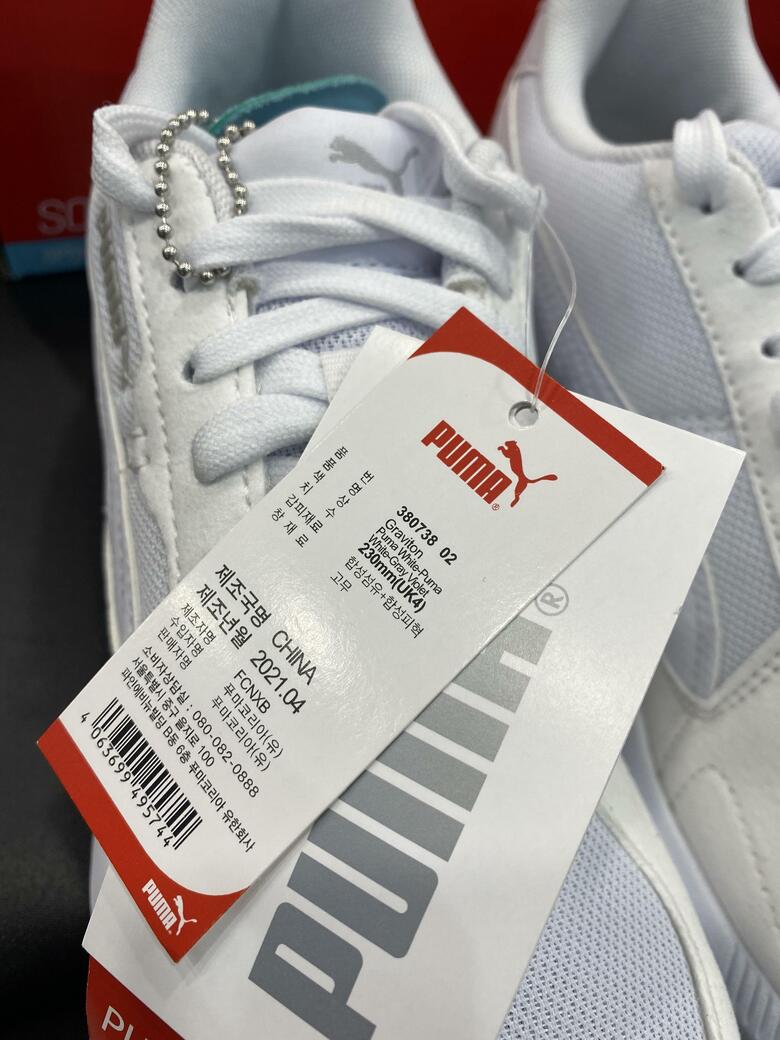 SO
PUMA
품 번 380738 02
품 명 Graviton
색 상 Puma White-Puma
White-Gray Violet
치 수 230mm(UK4)
갑피재료 합성섬유+합성피혁
창 재 료 고무
제조국명 CHINA
제조년월 2021.04
제조자명 FCNXB
수입자명 푸마코리아(유)
판매자명 푸마코리아(유)
소비자상담실 : 080-082-0888
서울특별시 중구 을지로 100
파인에비뉴빌딩 B동 6층 푸마코리아 유한회사
4 063699 495744
PUMA
PUMA®
PU